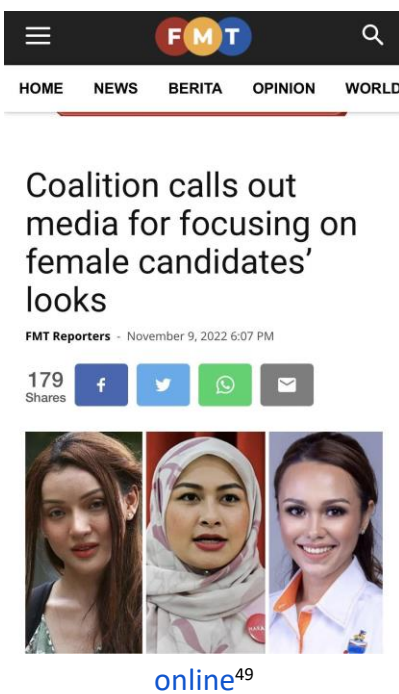 FMT
HOME NEWS BERITA OPINION WORLD
Coalition calls out
media for focusing on
female candidates’
looks
FMT Reporters - November 9, 2022 6:07 PM
179
Shares
online49